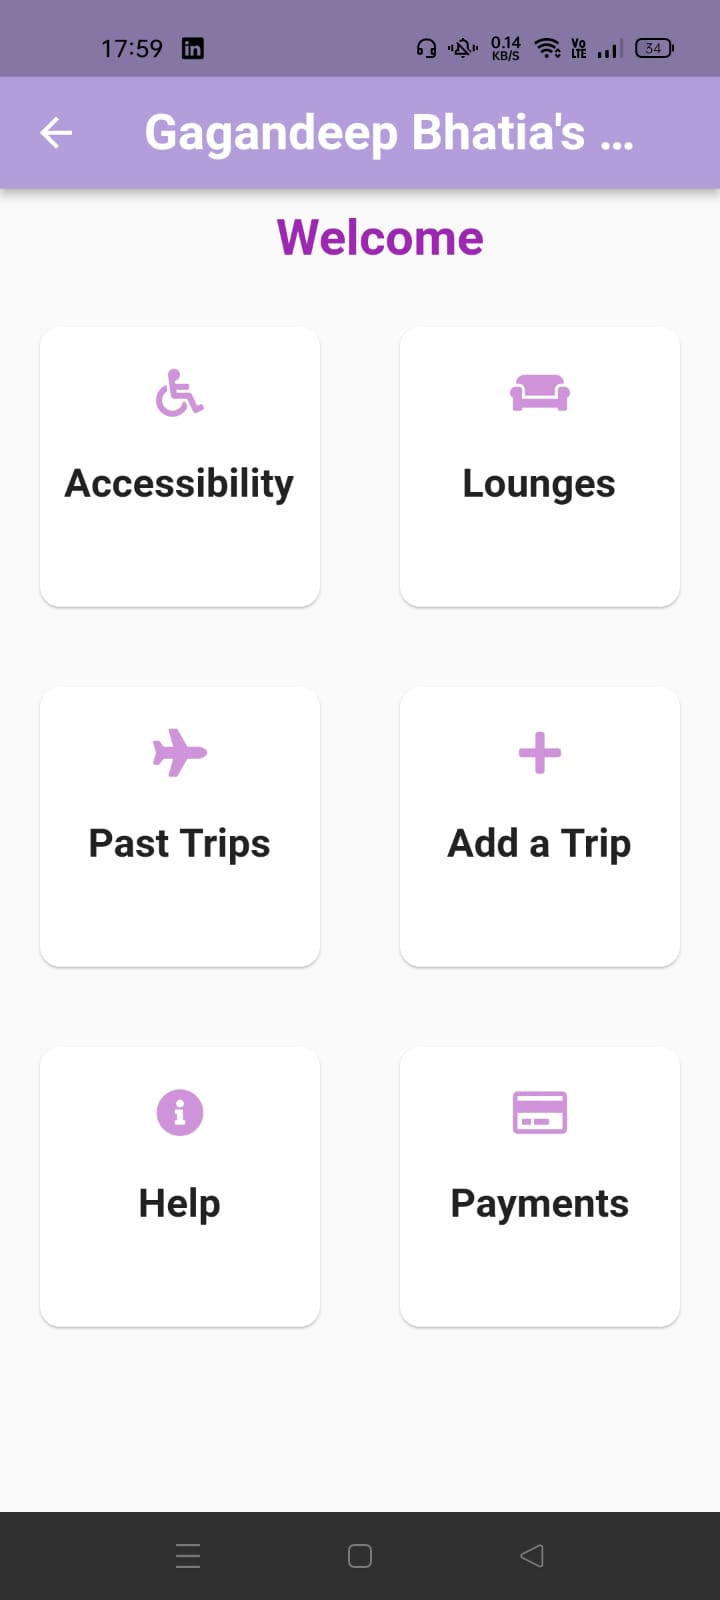 17:59 in 0.14 KB/S Vo LTE 34
Gagandeep Bhatia's ...
Welcome
Accessibility
Lounges
Past Trips
Add a Trip
Help
Payments